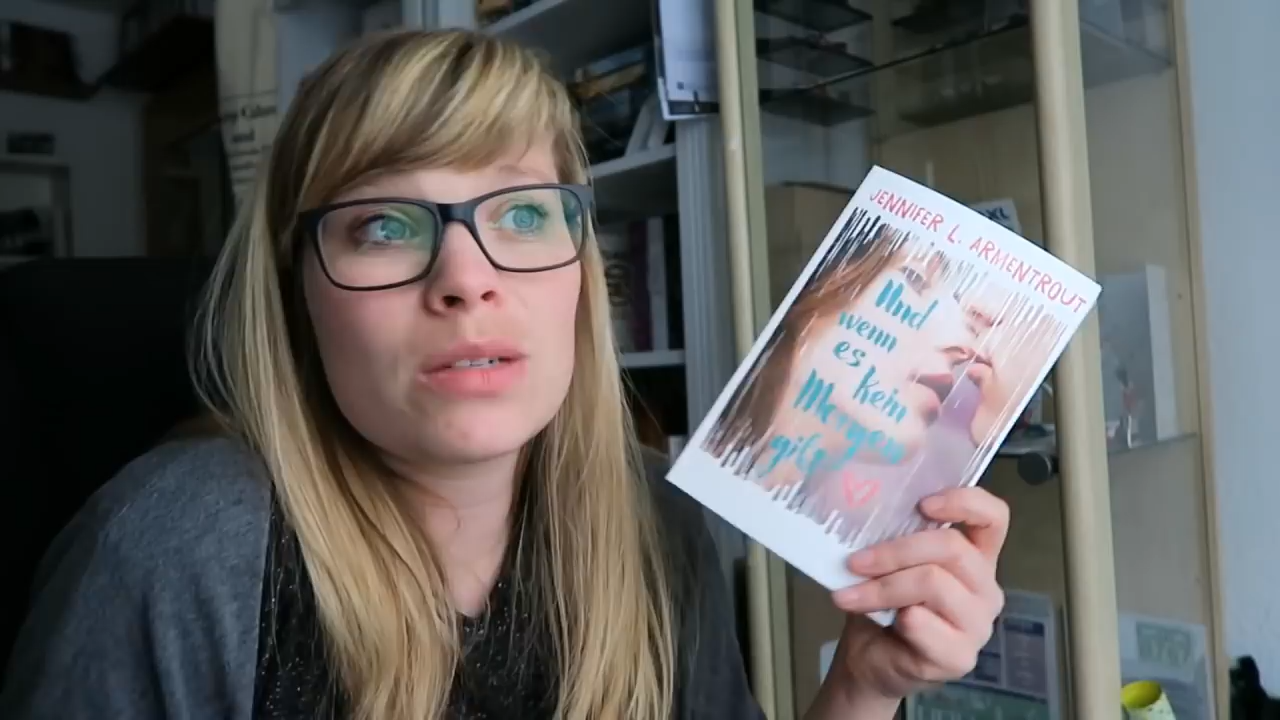 JENNIFER L. ARMENTROUT
Und
wenn
es
kein
Morgen
gibt